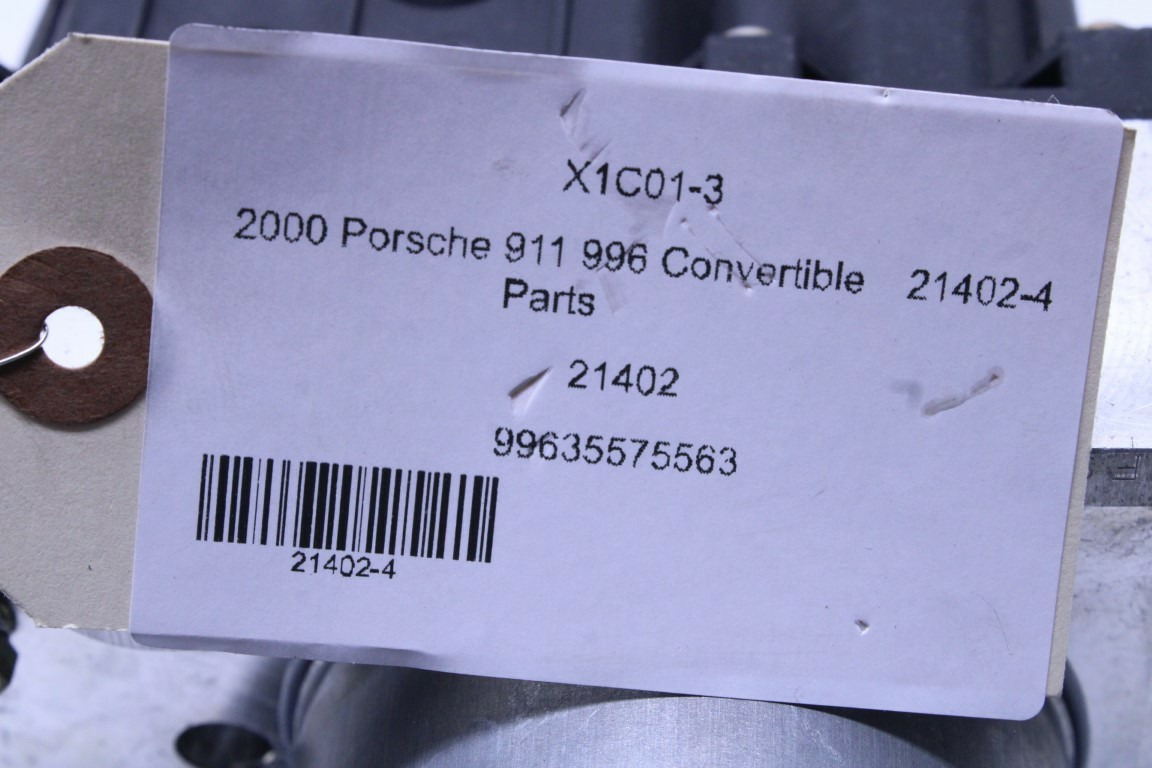 X1C01-3
2000 Porsche 911 996 Convertible 21402-4
Parts
21402
99635575563
21402-4